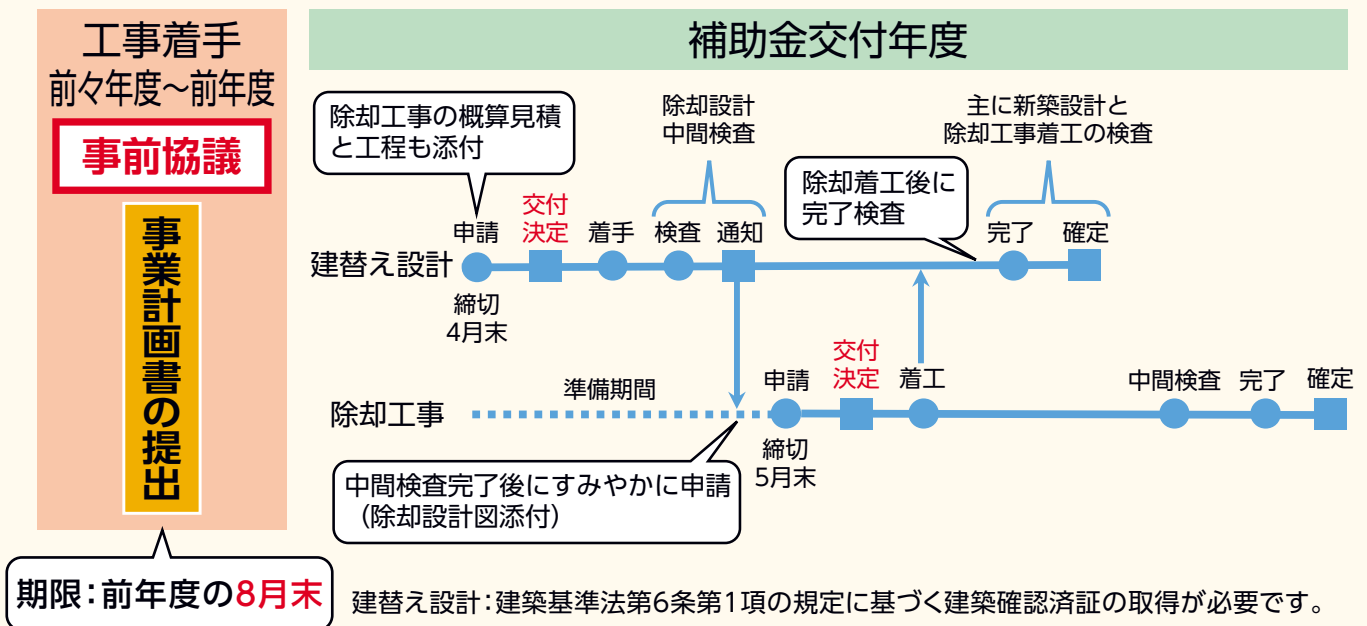 工事着手
前々年度～前年度
事前協議
事業計画書の提出
期限：前年度の8月末
補助金交付年度
除却工事の概算見積
と工程も添付
除却設計
中間検査
主に新築設計と
除却工事着工の検査
除却着工後に
完了検査
建替え設計
申請
交付
決定
着手
検査
通知
完了
確定
締切
4月末
除却工事
準備期間
申請
交付
決定
着工
中間検査
完了
確定
締切
5月末
中間検査完了後にすみやかに申請
（除却設計図添付）
建替え設計：建築基準法第6条第1項の規定に基づく建築確認済証の取得が必要です。